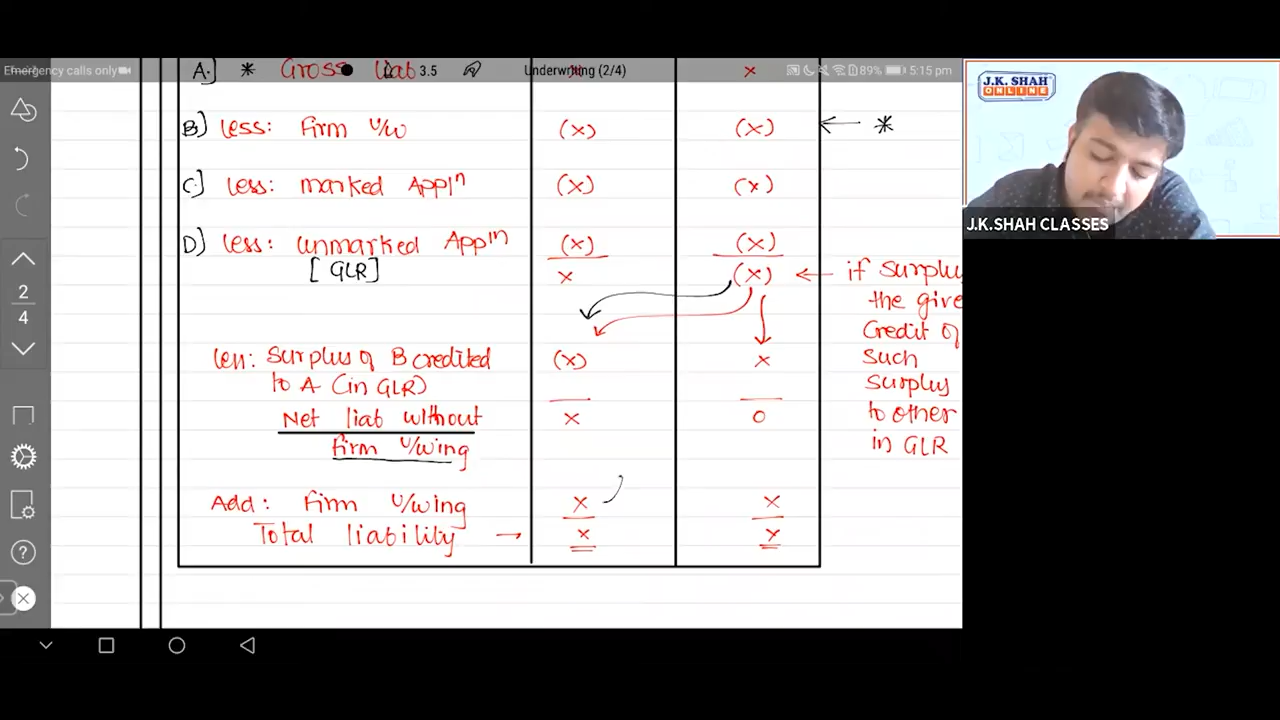 Emergency calls only
3.5
Underwriting (2/4)
89%
5:15 pm
A.] * Gross liab x x
B] Less: Firm U/w (x) (x) ← *
C.] Less: marked Appln (x) (x)
D] Less: unmarked Appln (x) (x)
[GLR] x (x) ← if surplus
the give
Credit of
such
surplus
to other
in GLR
Less: Surplus of B credited (x) x
to A (in GLR)
Net liab without x 0
firm U/wing
Add: Firm U/wing x x
Total liability → x x
2
4
J.K. SHAH
ONLINE
J.K.SHAH CLASSES